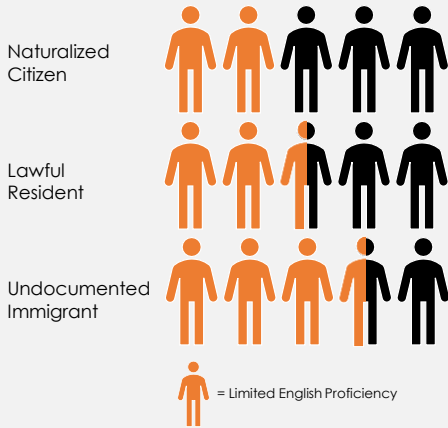 Naturalized
Citizen
Lawful
Resident
Undocumented
Immigrant
= Limited English Proficiency